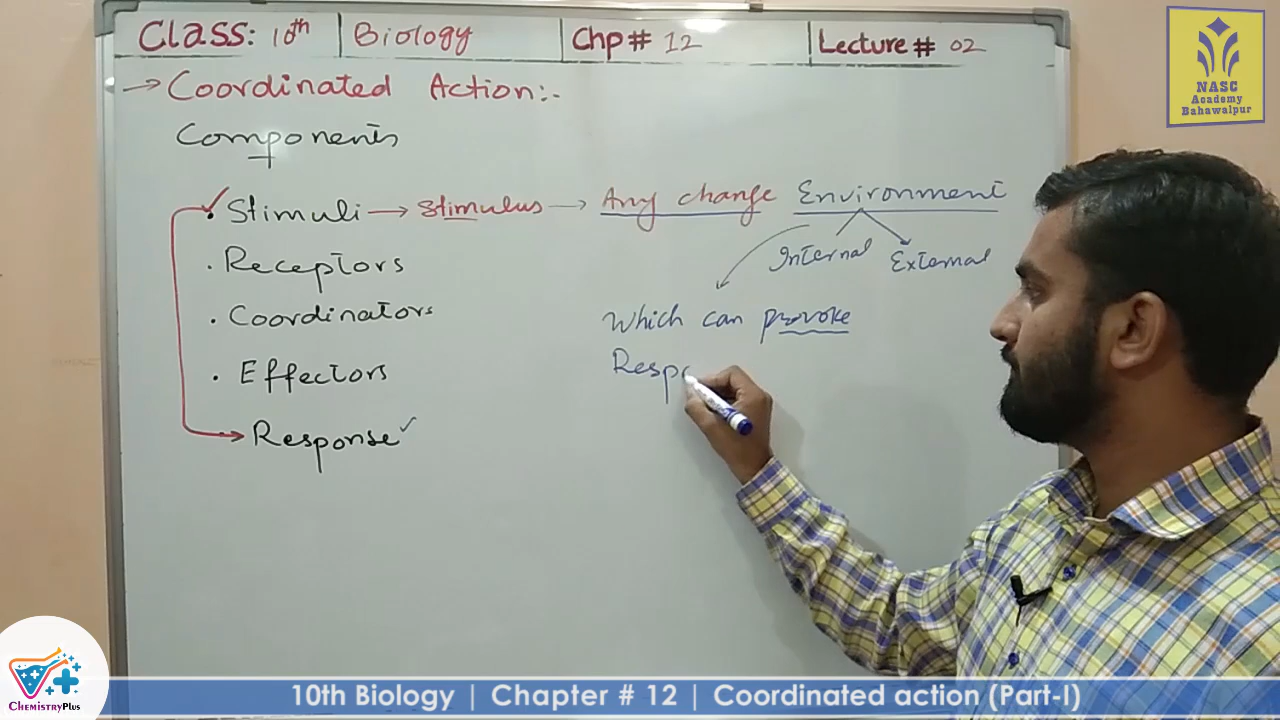 Class: 10th Biology Chp # 12 Lecture # 02
→ Coordinated Action:-
Components
• Stimuli → Stimulus → Any change Environment
Internal External
. Receptors
. Coordinators
which can provoke
. Effectors
Respo
Response ✓
NASC
Academy
Bahawalpur
ChemistryPlus
10th Biology | Chapter # 12 | Coordinated action (Part-I)